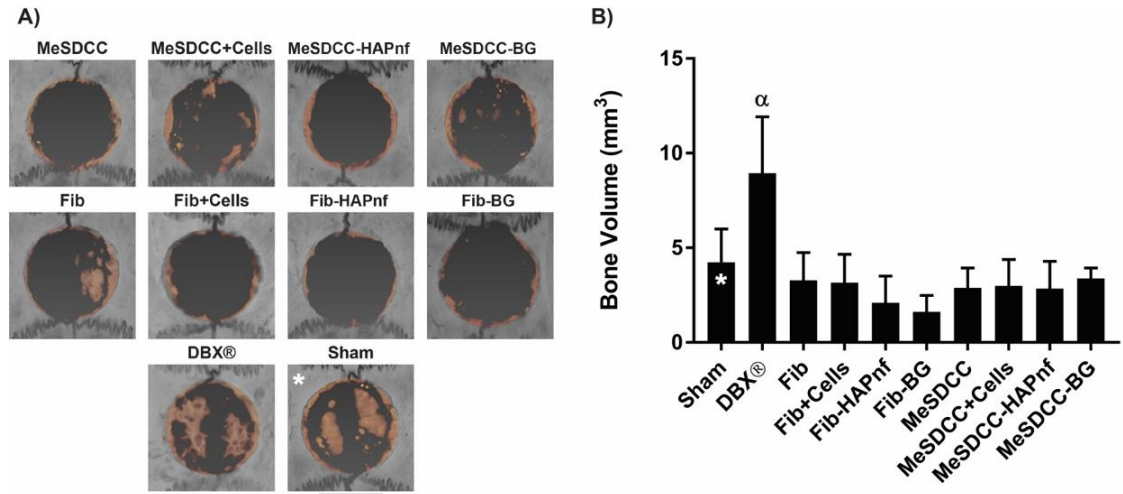 A)
MeSDCC MeSDCC+Cells MeSDCC-HAPnf MeSDCC-BG
Fib Fib+Cells Fib-HAPnf Fib-BG
DBX® Sham
*
B)
Bone Volume (mm³)
15
10
5
0
α
*
Sham
DBX®
Fib
Fib+Cells
Fib-HAPnf
Fib-BG
MeSDCC
MeSDCC+Cells
MeSDCC-HAPnf
MeSDCC-BG